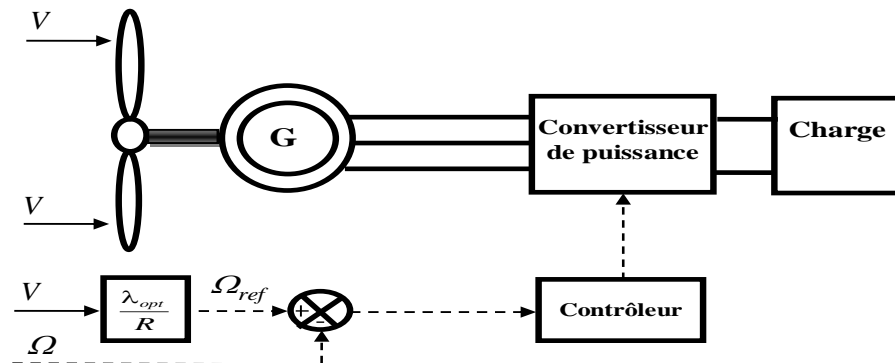 V
G
Convertisseur
de puissance
Charge
V
V
λopt
R
Ωref
+
-
Contrôleur
Ω